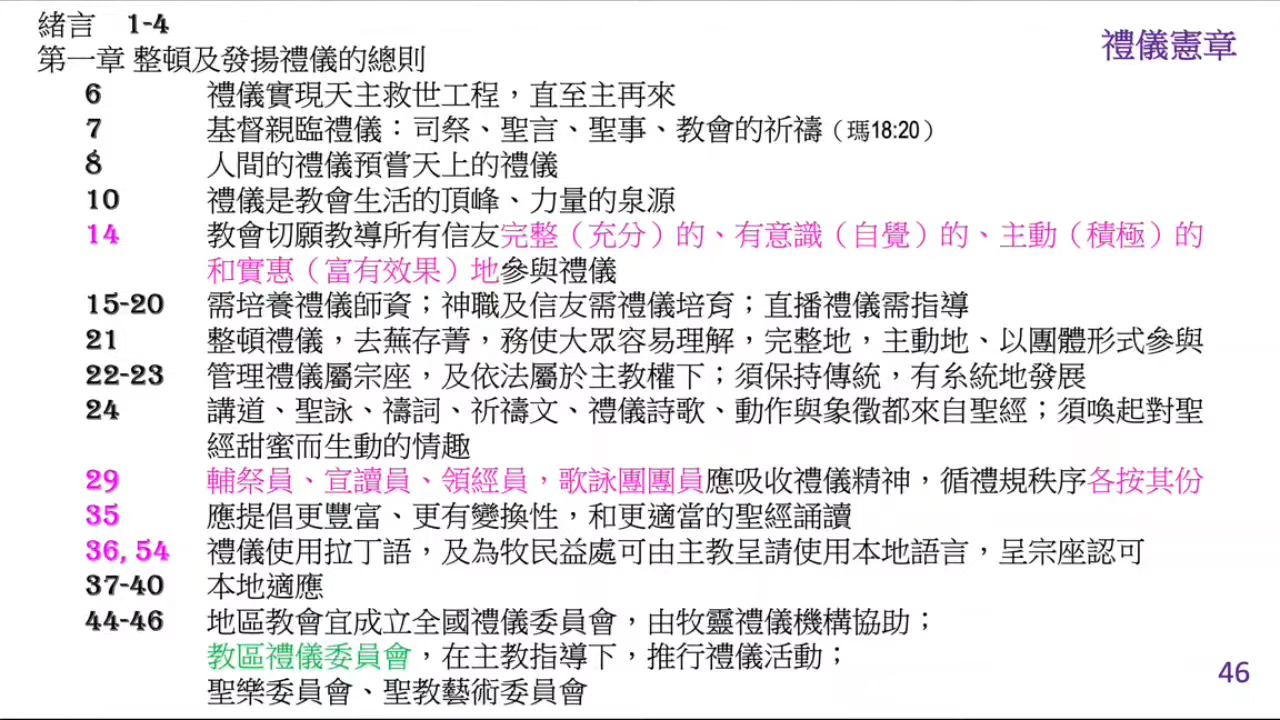 緒言 1-4
禮儀憲章
第一章 整頓及發揚禮儀的總則
6 禮儀實現天主救世工程，直至主再來
7 基督親臨禮儀：司祭、聖言、聖事、教會的祈禱（瑪18:20）
8 人間的禮儀預嘗天上的禮儀
10 禮儀是教會生活的頂峰、力量的泉源
14 教會切願教導所有信友完整（充分）的、有意識（自覺）的、主動（積極）的
和實惠（富有效果）地參與禮儀
15-20 需培養禮儀師資；神職及信友需禮儀培育；直播禮儀需指導
21 整頓禮儀，去蕪存菁，務使大眾容易理解，完整地，主動地、以團體形式參與
22-23 管理禮儀屬宗座，及依法屬於主教權下；須保持傳統，有糸統地發展
24 講道、聖詠、禱詞、祈禱文、禮儀詩歌、動作與象徵都來自聖經；須喚起對聖
經甜蜜而生動的情趣
29 輔祭員、宣讀員、領經員，歌詠團團員應吸收禮儀精神，循禮規秩序各按其份
35 應提倡更豐富、更有變換性，和更適當的聖經誦讀
36, 54 禮儀使用拉丁語，及為牧民益處可由主教呈請使用本地語言，呈宗座認可
37-40 本地適應
44-46 地區教會宜成立全國禮儀委員會，由牧靈禮儀機構協助；
教區禮儀委員會，在主教指導下，推行禮儀活動；
聖樂委員會、聖教藝術委員會
46